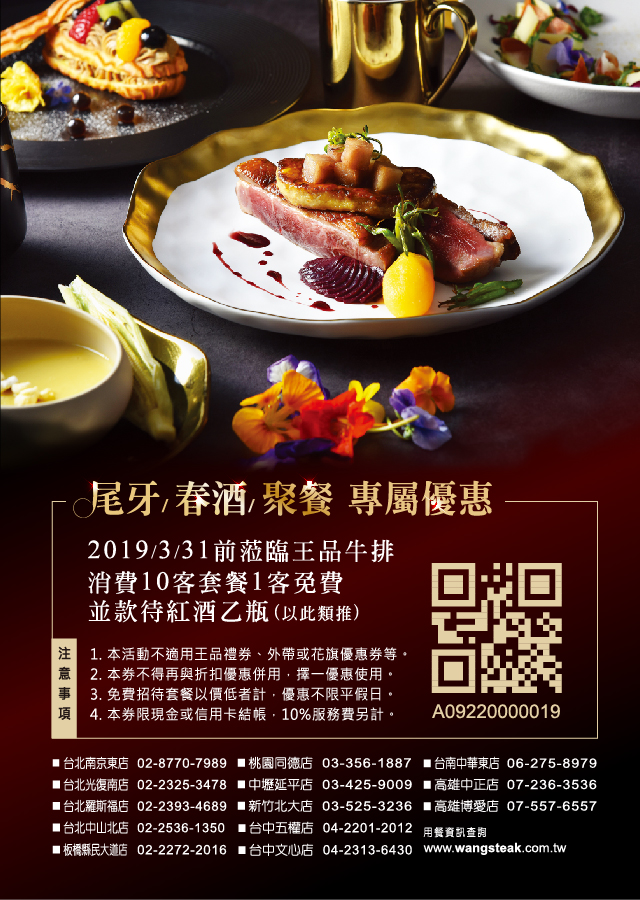 尾牙/春酒/聚餐 專屬優惠
2019/3/31前蒞臨王品牛排
消費10客套餐1客免費
並款待紅酒乙瓶(以此類推)
注意事項
1. 本活動不適用王品禮券、外帶或花旗優惠券等。
2. 本券不得再與折扣優惠併用，擇一優惠使用。
3. 免費招待套餐以價低者計，優惠不限平假日。
4. 本券限現金或信用卡結帳，10%服務費另計。
A09220000019
■ 台北南京東店 02-8770-7989 ■ 桃園同德店 03-356-1887 ■ 台南中華東店 06-275-8979
■ 台北光復南店 02-2325-3478 ■ 中壢延平店 03-425-9009 ■ 高雄中正店 07-236-3536
■ 台北羅斯福店 02-2393-4689 ■ 新竹北大店 03-525-3236 ■ 高雄博愛店 07-557-6557
■ 台北中山北店 02-2536-1350 ■ 台中五權店 04-2201-2012 用餐資訊查詢
■ 板橋縣民大道店 02-2272-2016 ■ 台中文心店 04-2313-6430 www.wangsteak.com.tw